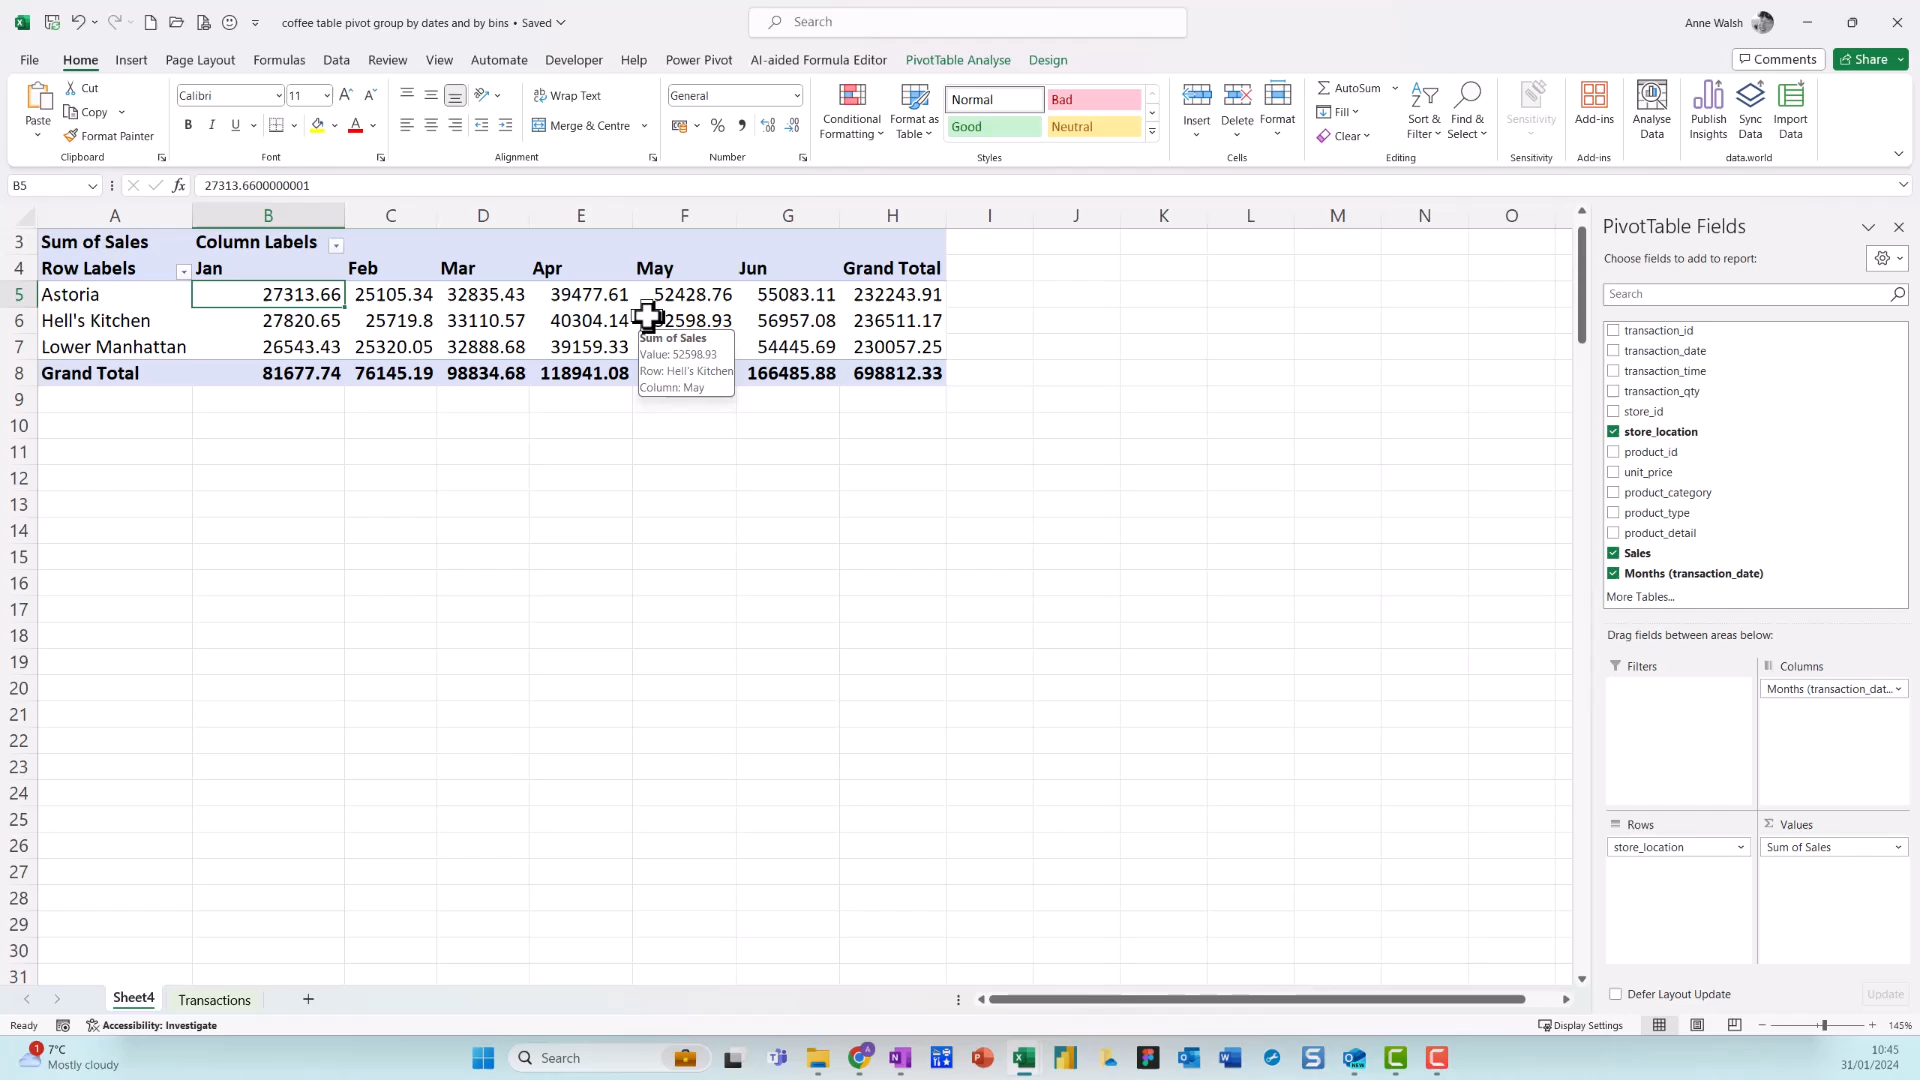 coffee table pivot group by dates and by bins • Saved
Search
Anne Walsh
File Home Insert Page Layout Formulas Data Review View Automate Developer Help Power Pivot AI-aided Formula Editor PivotTable Analyse Design
Comments
Share
Paste
Cut
Copy
Format Painter
Clipboard
Calibri 11
B I U
Font
Wrap Text
Merge & Centre
Alignment
General
Number
Conditional Formatting
Format as Table
Normal Bad
Good Neutral
Styles
Insert Delete Format
Cells
AutoSum
Fill
Clear
Sort & Filter
Find & Select
Editing
Sensitivity
Sensitivity
Add-ins
Add-ins
Analyse Data
Publish Insights
Sync Data
Import Data
data.world
B5 fx 27313.6600000001
A B C D E F G H I J K L M N O
3 Sum of Sales Column Labels
4 Row Labels Jan Feb Mar Apr May Jun Grand Total
5 Astoria 27313.66 25105.34 32835.43 39477.61 52428.76 55083.11 232243.91
6 Hell's Kitchen 27820.65 25719.8 33110.57 40304.14 52598.93 56957.08 236511.17
7 Lower Manhattan 26543.43 25320.05 32888.68 39159.33 54445.69 230057.25
8 Grand Total 81677.74 76145.19 98834.68 118941.08 166485.88 698812.33
Sum of Sales
Value: 52598.93
Row: Hell's Kitchen
Column: May
9
10
11
12
13
14
15
16
17
18
19
20
21
22
23
24
25
26
27
28
29
30
31
PivotTable Fields
Choose fields to add to report:
Search
transaction_id
transaction_date
transaction_time
transaction_qty
store_id
store_location
product_id
unit_price
product_category
product_type
product_detail
Sales
Months (transaction_date)
More Tables...
Drag fields between areas below:
Filters
Columns
Months (transaction_dat...
Rows
store_location
Values
Sum of Sales
Defer Layout Update
Update
Sheet4 Transactions
Ready
Accessibility: Investigate
Display Settings
145%
1
7°C
Mostly cloudy
Search
10:45
31/01/2024